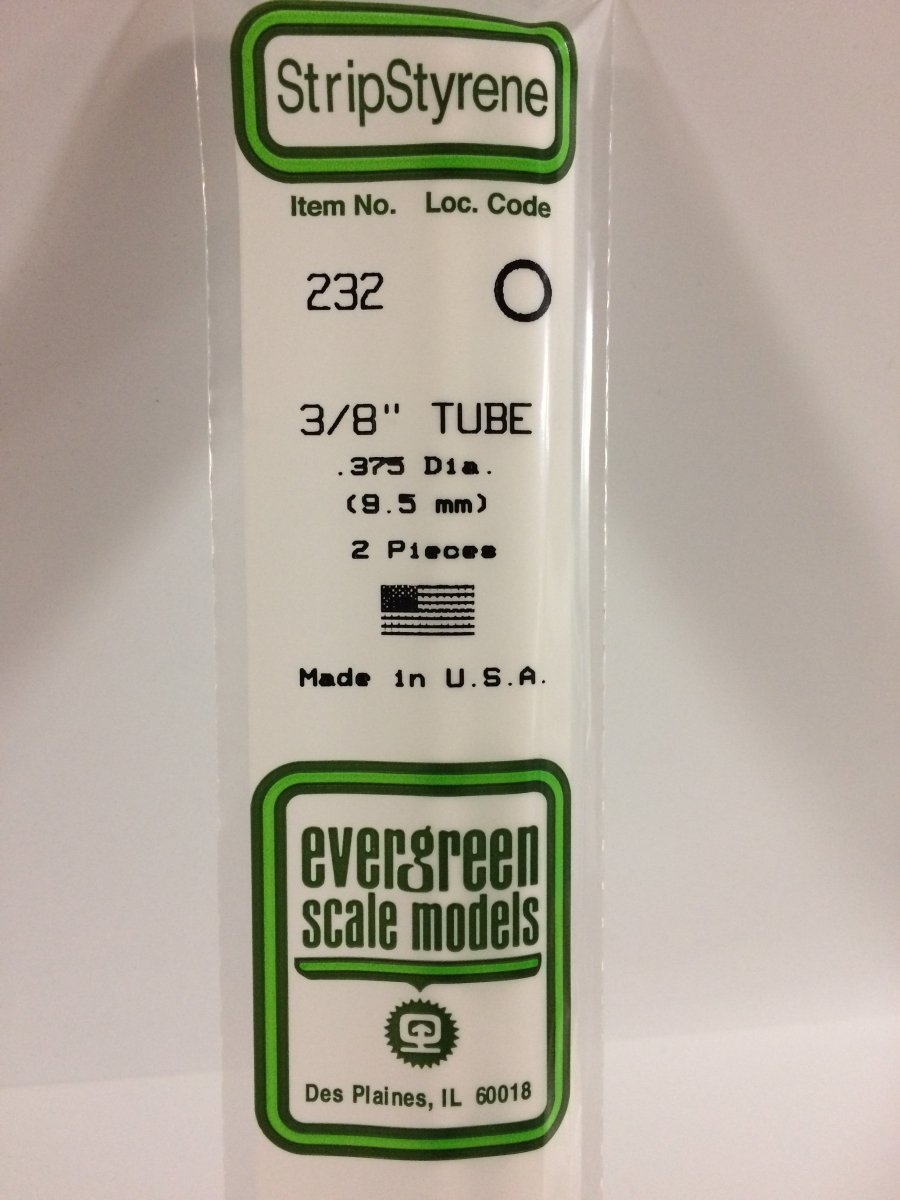 StripStyrene
Item No. Loc. Code
232
3/8" TUBE
.375 Dia.
(9.5 mm)
2 Pieces
Made in U.S.A.
evergreen
scale models
Des Plaines, IL 60018